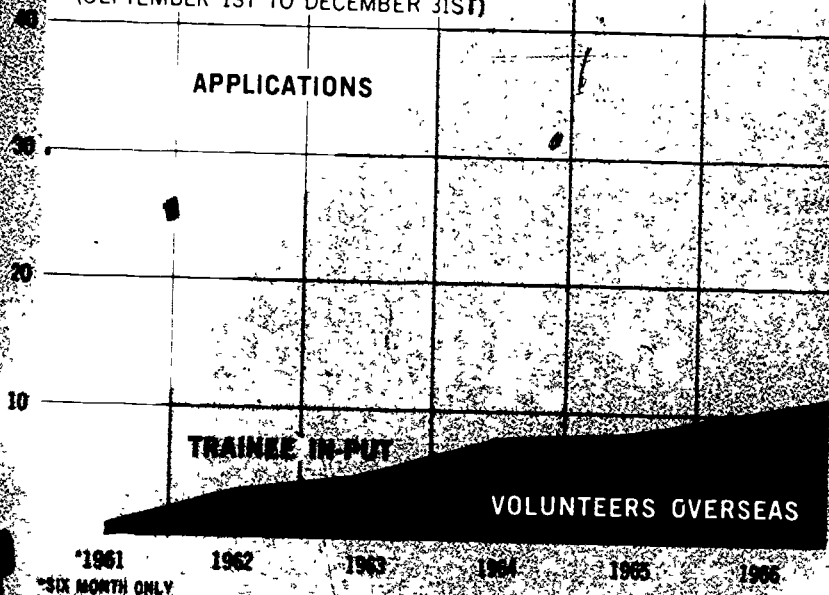 (SEPTEMBER 1ST TO DECEMBER 31ST)
40
APPLICATIONS
30
20
10
TRAINEE IN-PUT
VOLUNTEERS OVERSEAS
*1961 1962 1963 1964 1965 1966
*SIX MONTH ONLY